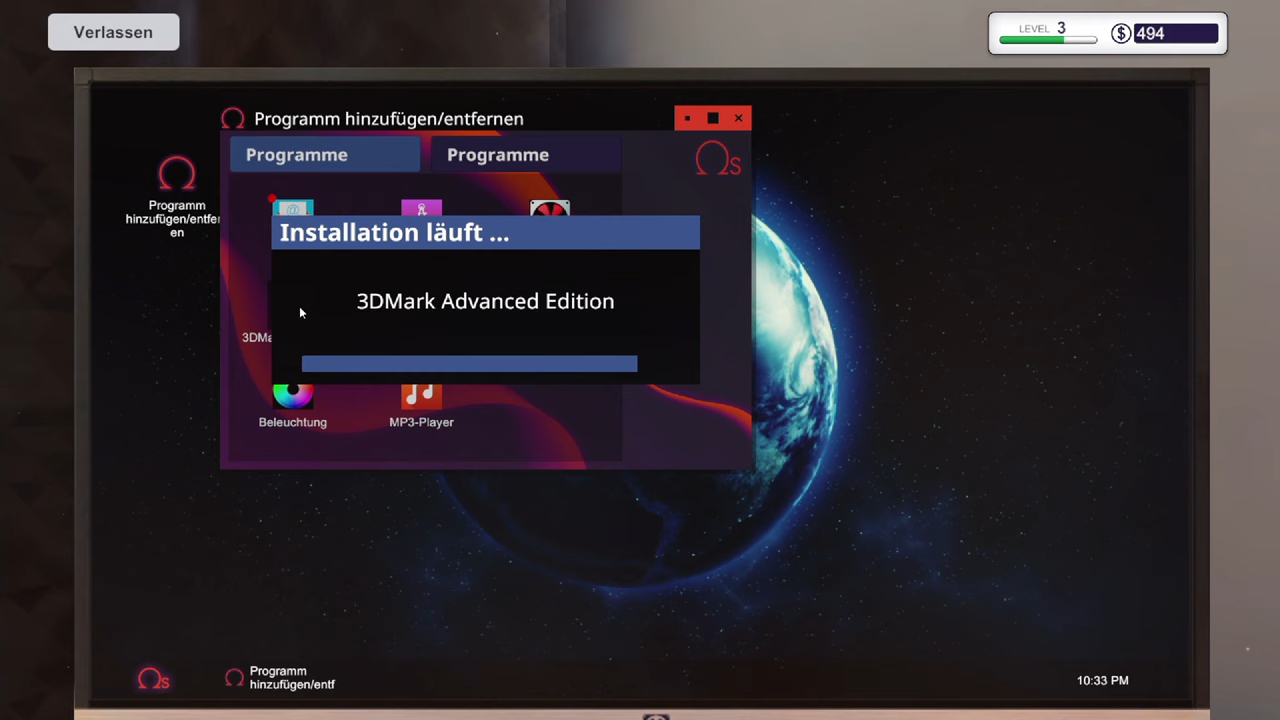 Verlassen
LEVEL 3
$ 494
Programm hinzufügen/entfernen
Programme
Programme
Programm
hinzufügen/entfer
en
Installation läuft ...
3DMark Advanced Edition
3DMa
Beleuchtung
MP3-Player
Programm
hinzufügen/entf
10:33 PM